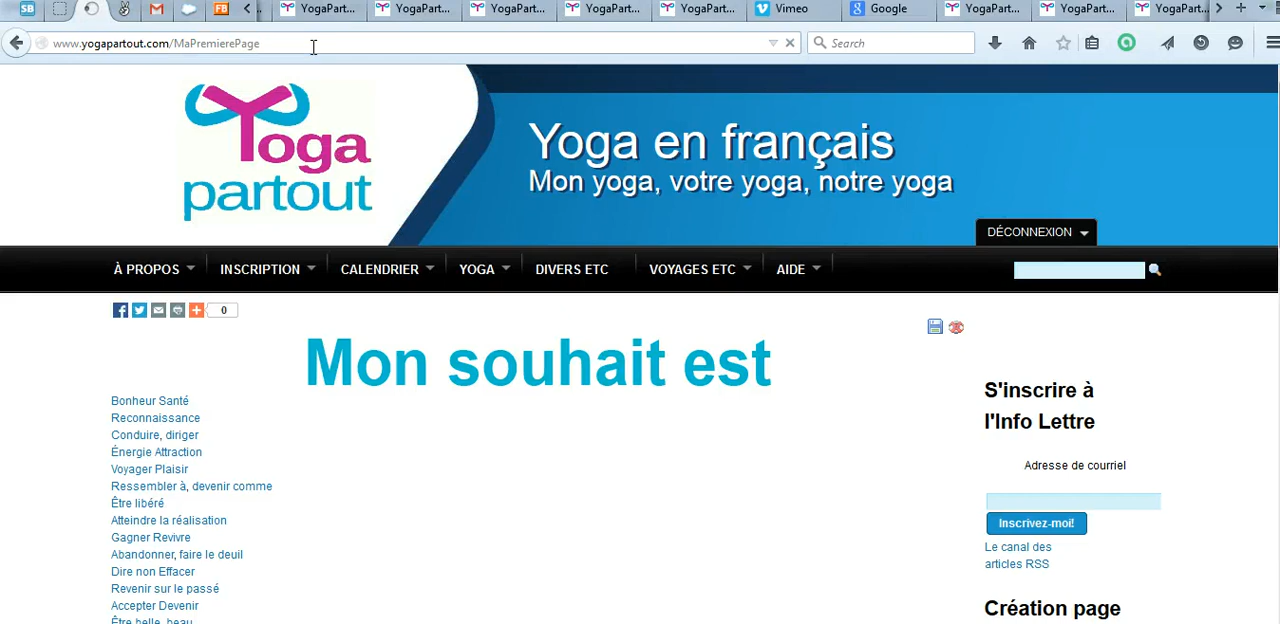 SB
FB
YogaPart...
YogaPart...
YogaPart...
YogaPart...
YogaPart...
Vimeo
Google
YogaPart...
YogaPart...
YogaPart...
www.yogapartout.com/MaPremierePage
Search
Yoga
partout
Yoga en français
Mon yoga, votre yoga, notre yoga
DÉCONNEXION
À PROPOS
INSCRIPTION
CALENDRIER
YOGA
DIVERS ETC
VOYAGES ETC
AIDE
0
Mon souhait est
Bonheur Santé
Reconnaissance
Conduire, diriger
Énergie Attraction
Voyager Plaisir
Ressembler à, devenir comme
Être libéré
Atteindre la réalisation
Gagner Revivre
Abandonner, faire le deuil
Dire non Effacer
Revenir sur le passé
Accepter Devenir
Être belle, beau
S'inscrire à
l'Info Lettre
Adresse de courriel
Inscrivez-moi!
Le canal des
articles RSS
Création page